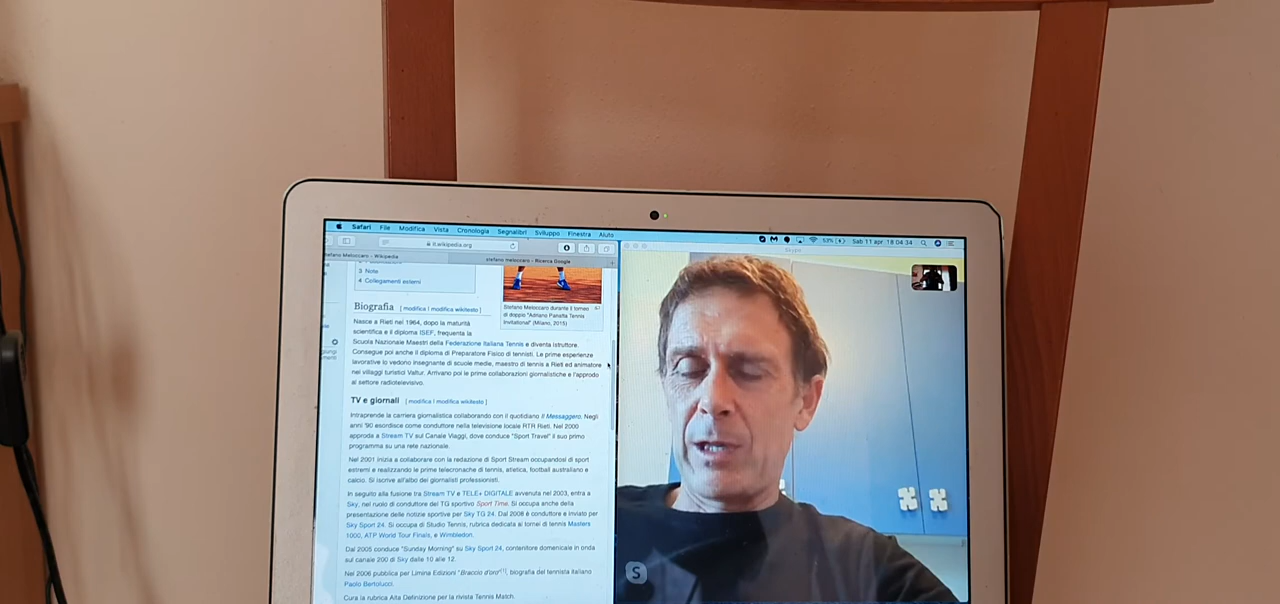 Safari File Modifica Vista Cronologia Segnalibri Sviluppo Finestra Aiuto
53% Sab 11 apr. 18 04 34
it.wikipedia.org
Skype
Stefano Meloccaro - Wikipedia
stefano meloccaro - Ricerca Google
3 Note
4 Collegamenti esterni
Stefano Meloccaro durante il torneo
di doppio "Adriano Panatta Tennis
Invitational" (Milano, 2015)
Biografia [ modifica | modifica wikitesto ]
Nasce a Rieti nel 1964, dopo la maturità
scientifica e il diploma ISEF, frequenta la
Scuola Nazionale Maestri della Federazione Italiana Tennis e diventa istruttore.
Consegue poi anche il diploma di Preparatore Fisico di tennisti. Le prime esperienze
lavorative lo vedono insegnante di scuole medie, maestro di tennis a Rieti ed animatore
nei villaggi turistici Valtur. Arrivano poi le prime collaborazioni giornalistiche e l'approdo
al settore radiotelevisivo.
TV e giornali [ modifica | modifica wikitesto ]
Intraprende la carriera giornalistica collaborando con il quotidiano Il Messaggero. Negli
anni '90 esordisce come conduttore nella televisione locale RTR Rieti. Nel 2000
approda a Stream TV sul Canale Viaggi, dove conduce "Sport Travel" il suo primo
programma su una rete nazionale.
Nel 2001 inizia a collaborare con la redazione di Sport Stream occupandosi di sport
estremi e realizzando le prime telecronache di tennis, atletica, football australiano e
calcio. Si iscrive all'albo dei giornalisti professionisti.
In seguito alla fusione tra Stream TV e TELE+ DIGITALE avvenuta nel 2003, entra a
Sky, nel ruolo di conduttore del TG sportivo Sport Time. Si occupa anche della
presentazione delle notizie sportive per Sky TG 24. Dal 2008 è conduttore e inviato per
Sky Sport 24. Si occupa di Studio Tennis, rubrica dedicata ai tornei di tennis Masters
1000, ATP World Tour Finals, e Wimbledon.
Dal 2005 conduce "Sunday Morning" su Sky Sport 24, contenitore domenicale in onda
sul canale 200 di Sky dalle 10 alle 12.
Nel 2006 pubblica per Limina Edizioni "Braccio d'oro"[1], biografia del tennista italiano
Paolo Bertolucci.
Cura la rubrica Alta Definizione per la rivista Tennis Match.
S